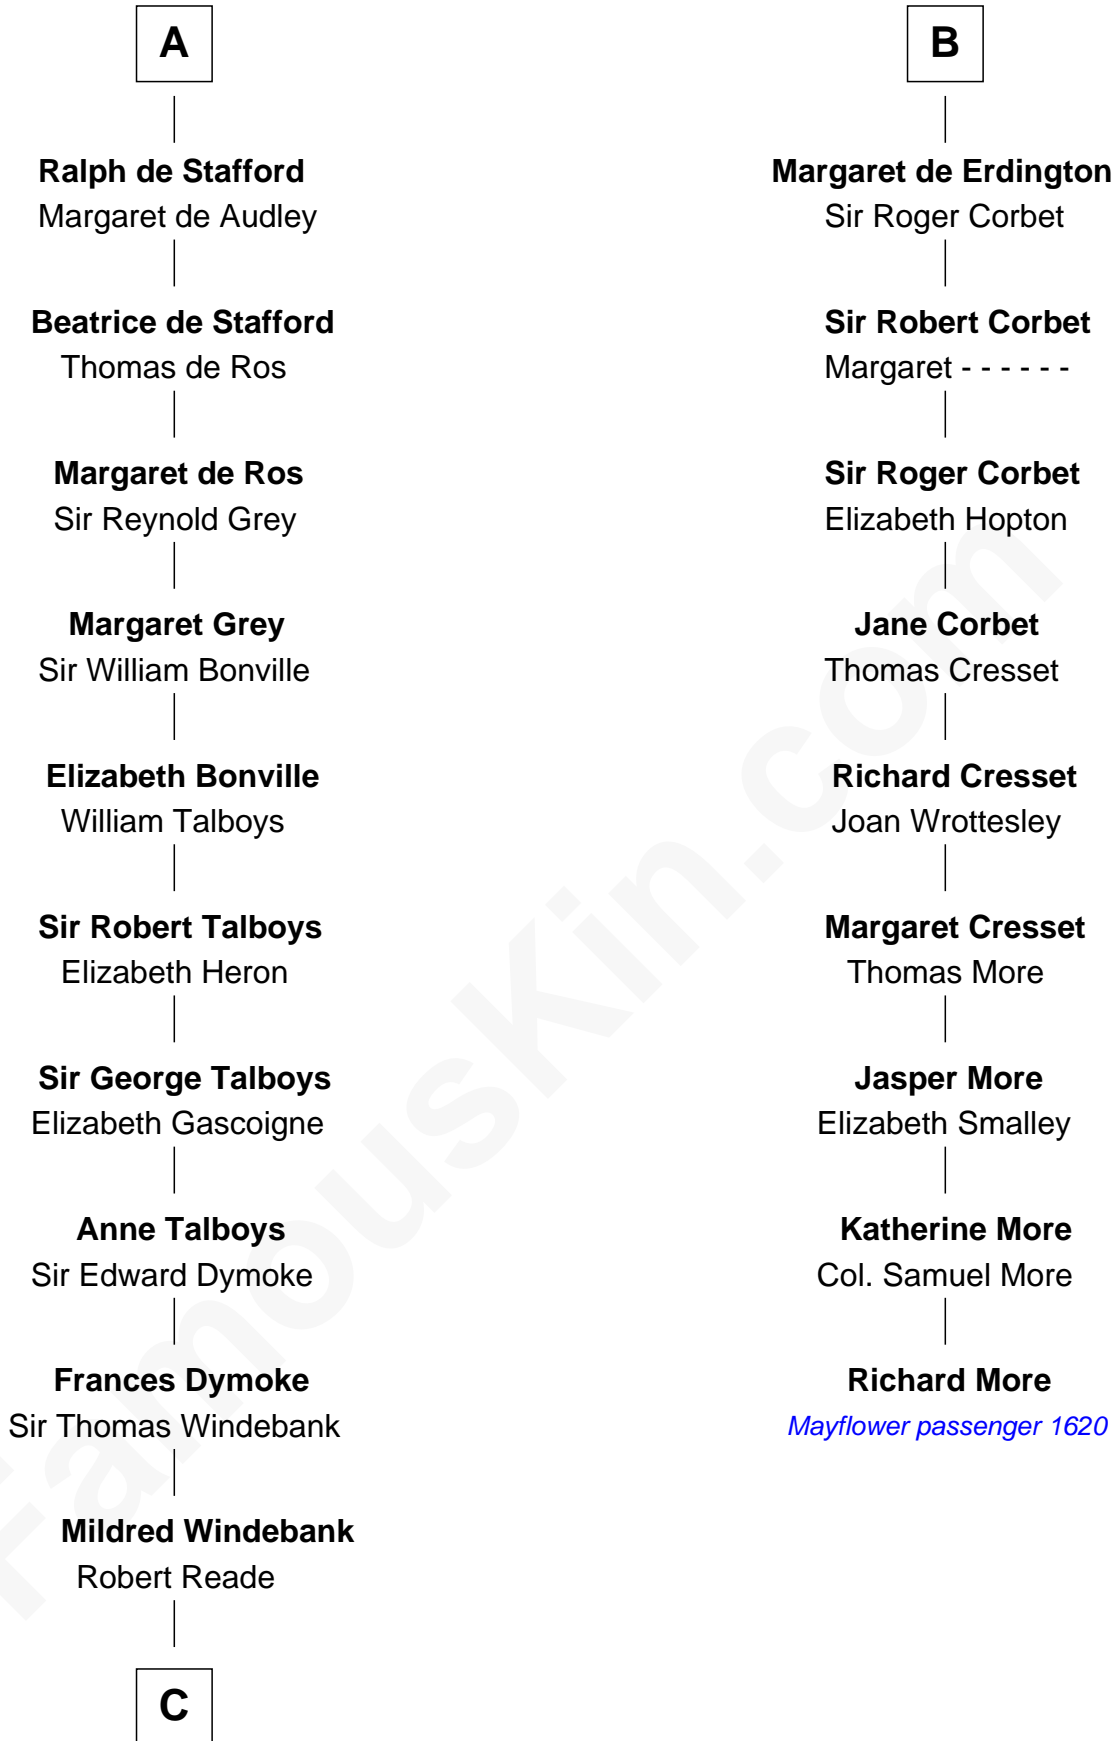 A
Ralph de Stafford
Margaret de Audley
Beatrice de Stafford
Thomas de Ros
Margaret de Ros
Sir Reynold Grey
Margaret Grey
Sir William Bonville
Elizabeth Bonville
William Talboys
Sir Robert Talboys
Elizabeth Heron
Sir George Talboys
Elizabeth Gascoigne
Anne Talboys
Sir Edward Dymoke
Frances Dymoke
Sir Thomas Windebank
Mildred Windebank
Robert Reade
C
B
Margaret de Erdington
Sir Roger Corbet
Sir Robert Corbet
Margaret - - - - - -
Sir Roger Corbet
Elizabeth Hopton
Jane Corbet
Thomas Cresset
Richard Cresset
Joan Wrottesley
Margaret Cresset
Thomas More
Jasper More
Elizabeth Smalley
Katherine More
Col. Samuel More
Richard More
Mayflower passenger 1620
FamousKin.com